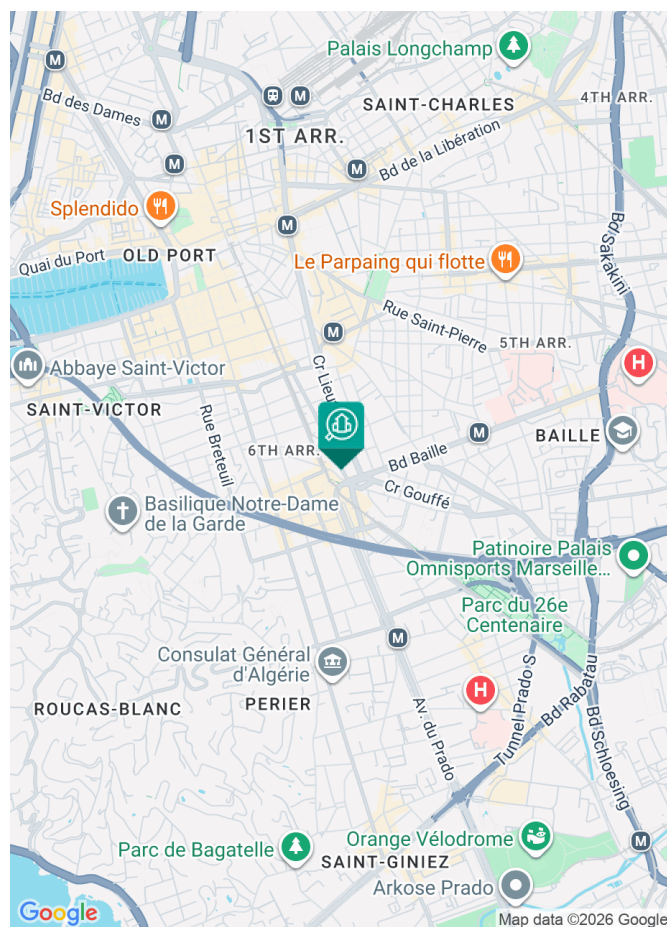 Palais Longchamp
M
M
SAINT-CHARLES
4TH ARR.
Bd des Dames
M
1ST ARR.
Bd de la Libération
M
M
Splendido
Bd Sakakini
M
Quai du Port
OLD PORT
Le Parpaing qui flotte
Rue Saint-Pierre
M
5TH ARR.
H
Abbaye Saint-Victor
Cr Lieu
SAINT-VICTOR
Rue Breteuil
M
BAILLE
6TH ARR.
Bd Baille
Cr Gouffé
Basilique Notre-Dame
de la Garde
Patinoire Palais
Omnisports Marseille...
Parc du 26e
Centenaire
M
Consulat Général
d'Algérie
H
ROUCAS-BLANC
PERIER
Tunnel Prado S
Bd Rabatau
Bd Schloesing
Av. du Prado
Parc de Bagatelle
Orange Vélodrome
M
SAINT-GINIEZ
Arkose Prado
Google
Map data ©2026 Google